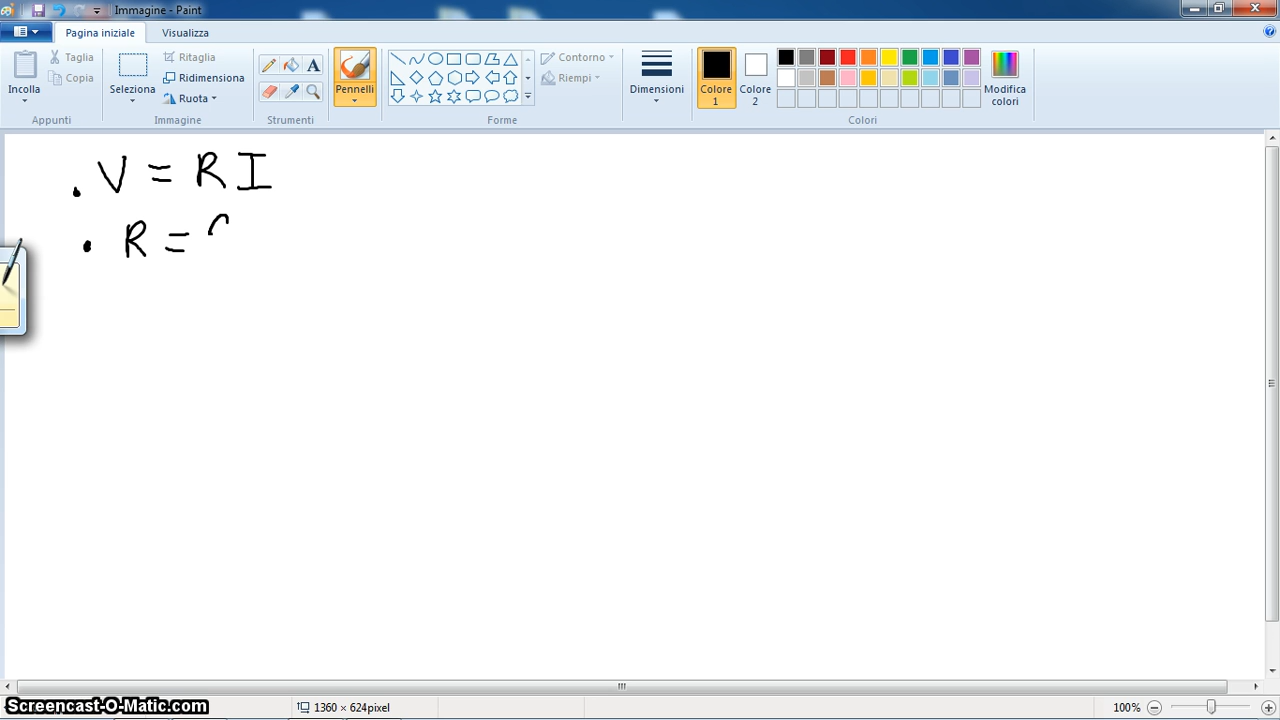 Immagine - Paint
Pagina iniziale Visualizza
Incolla
Taglia
Copia
Appunti
Seleziona
Ritaglia
Ridimensiona
Ruota
Immagine
A
Strumenti
Pennelli
Contorno
Riempi
Forme
Dimensioni
Colore 1
Colore 2
Modifica colori
Colori
. V = R I
. R =
Screencast-O-Matic.com
1360 × 624pixel
100%